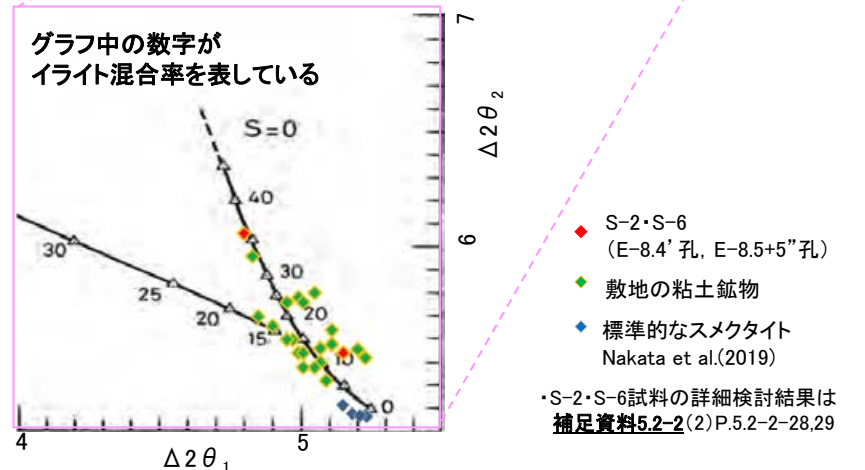 グラフ中の数字が
イライト混合率を表している
S=0
40
30
20
10
0
30
25
20
15
4
5
Δ2θ₁
7
6
Δ2θ₂
S-2・S-6
(E-8.4’孔, E-8.5+5”孔)
敷地の粘土鉱物
標準的なスメクタイト
Nakata et al.(2019)
・S-2・S-6試料の詳細検討結果は
補足資料5.2-2(2)P.5.2-2-28,29